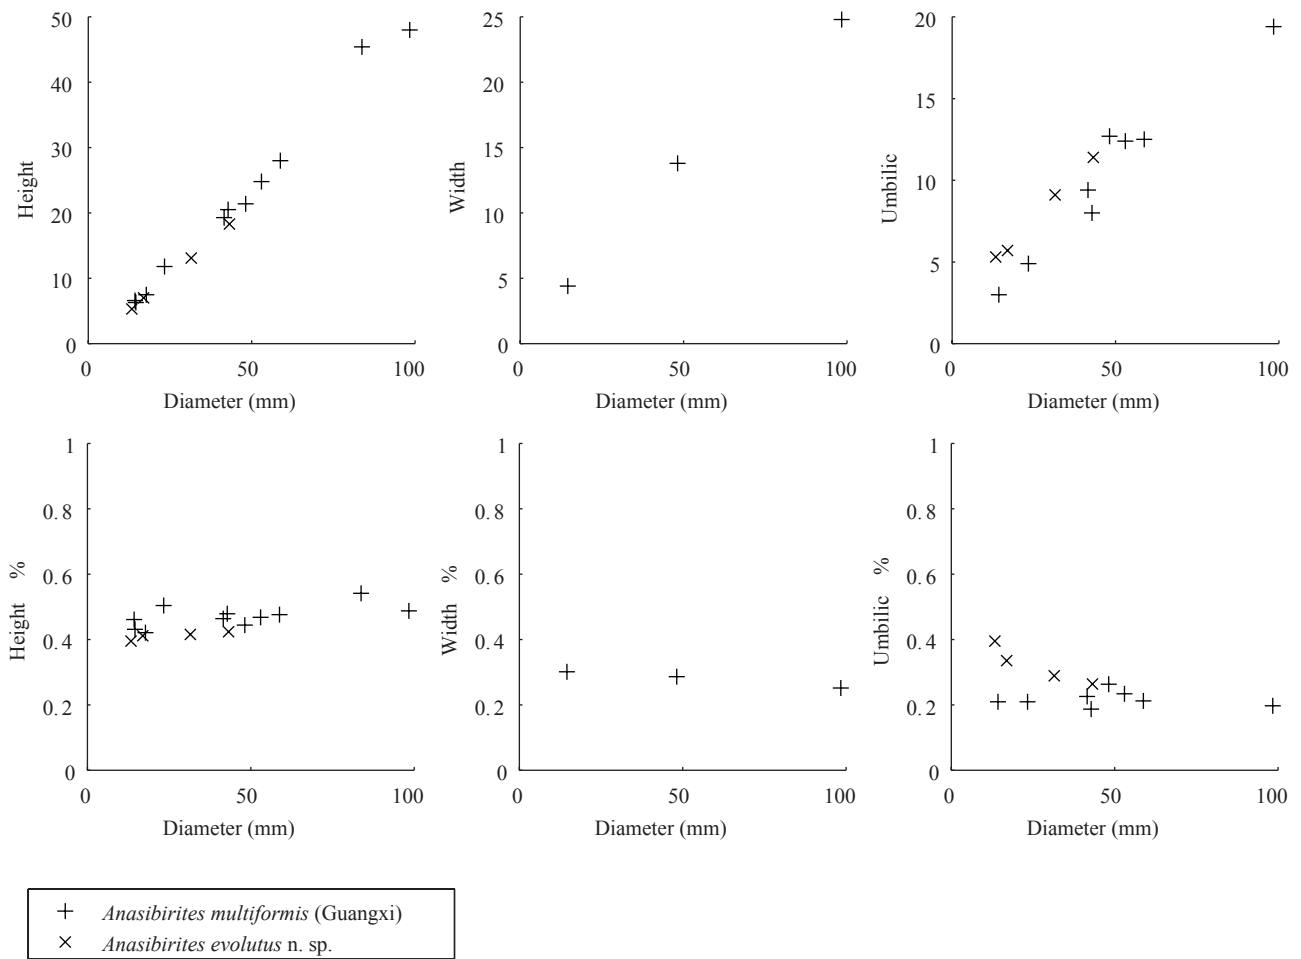 50
40
30
20
10
0
Height
0 50 100
Diameter (mm)
25
20
15
10
5
0
Width
0 50 100
Diameter (mm)
20
15
10
5
0
Umbilic
0 50 100
Diameter (mm)
1
0.8
0.6
0.4
0.2
0
Height %
0 50 100
Diameter (mm)
1
0.8
0.6
0.4
0.2
0
Width %
0 50 100
Diameter (mm)
1
0.8
0.6
0.4
0.2
0
Umbilic %
0 50 100
Diameter (mm)
Anasibirites multiformis (Guangxi)
Anasibirites evolutus n. sp.